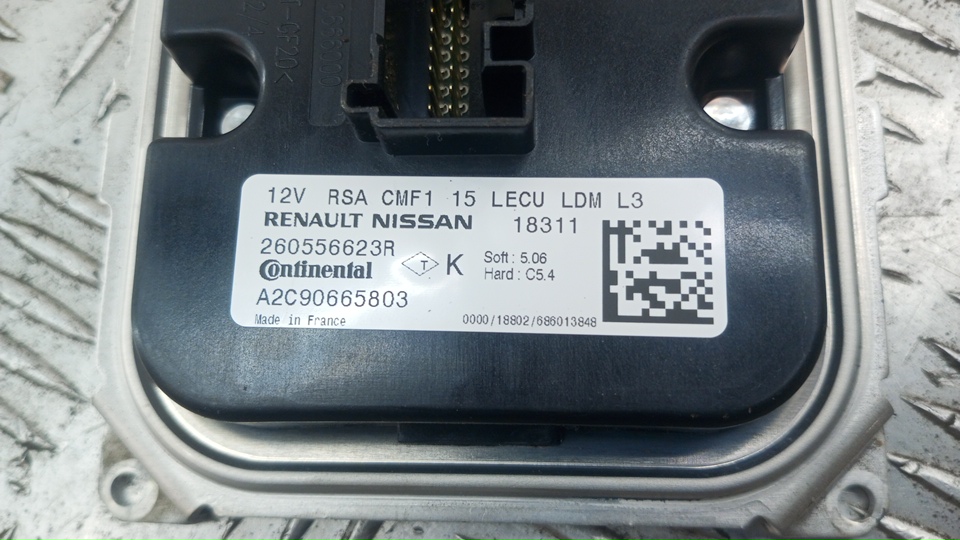 12V RSA CMF1 15 LECU LDM L3
RENAULT NISSAN 18311
260556623R
Continental T K Soft : 5.06
Hard : C5.4
A2C90665803
Made in France 0000/18802/686013848